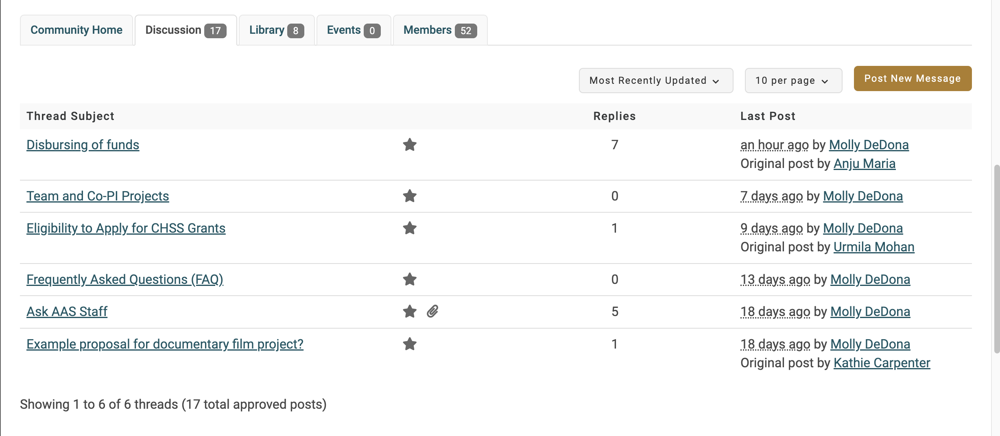 Community Home Discussion 17 Library 8 Events 0 Members 52
Most Recently Updated 10 per page Post New Message
Thread Subject Replies Last Post
Disbursing of funds 7 an hour ago by Molly DeDona
Original post by Anju Maria
Team and Co-PI Projects 0 7 days ago by Molly DeDona
Eligibility to Apply for CHSS Grants 1 9 days ago by Molly DeDona
Original post by Urmila Mohan
Frequently Asked Questions (FAQ) 0 13 days ago by Molly DeDona
Ask AAS Staff 5 18 days ago by Molly DeDona
Example proposal for documentary film project? 1 18 days ago by Molly DeDona
Original post by Kathie Carpenter
Showing 1 to 6 of 6 threads (17 total approved posts)